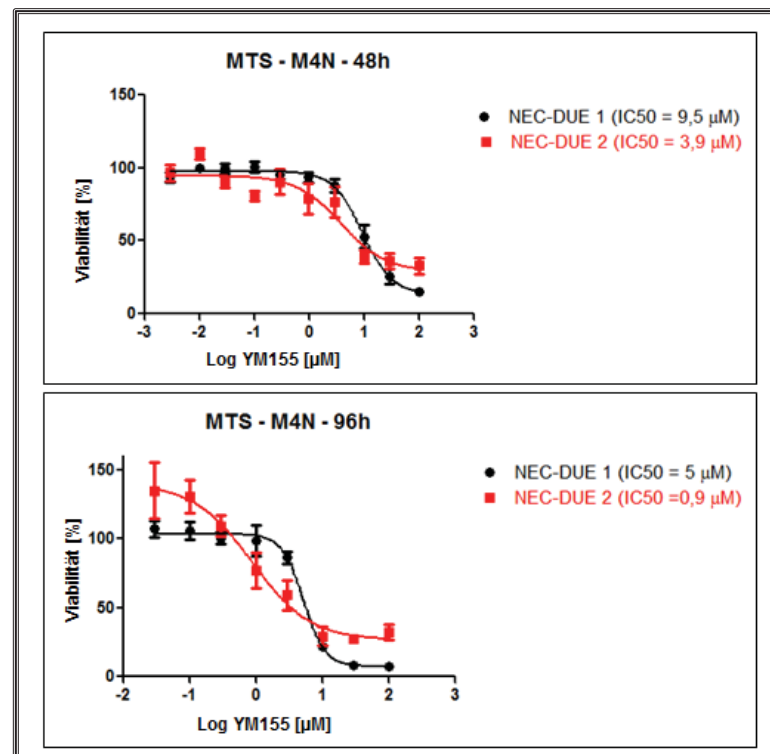 MTS - M4N - 48h
150
100
50
0
Viabilität [%]
-3 -2 -1 0 1 2 3
Log YM155 [µM]
NEC-DUE 1 (IC50 = 9,5 µM)
NEC-DUE 2 (IC50 = 3,9 µM)
MTS - M4N - 96h
150
100
50
0
Viabilität [%]
-2 -1 0 1 2 3
Log YM155 [µM]
NEC-DUE 1 (IC50 = 5 µM)
NEC-DUE 2 (IC50 =0,9 µM)